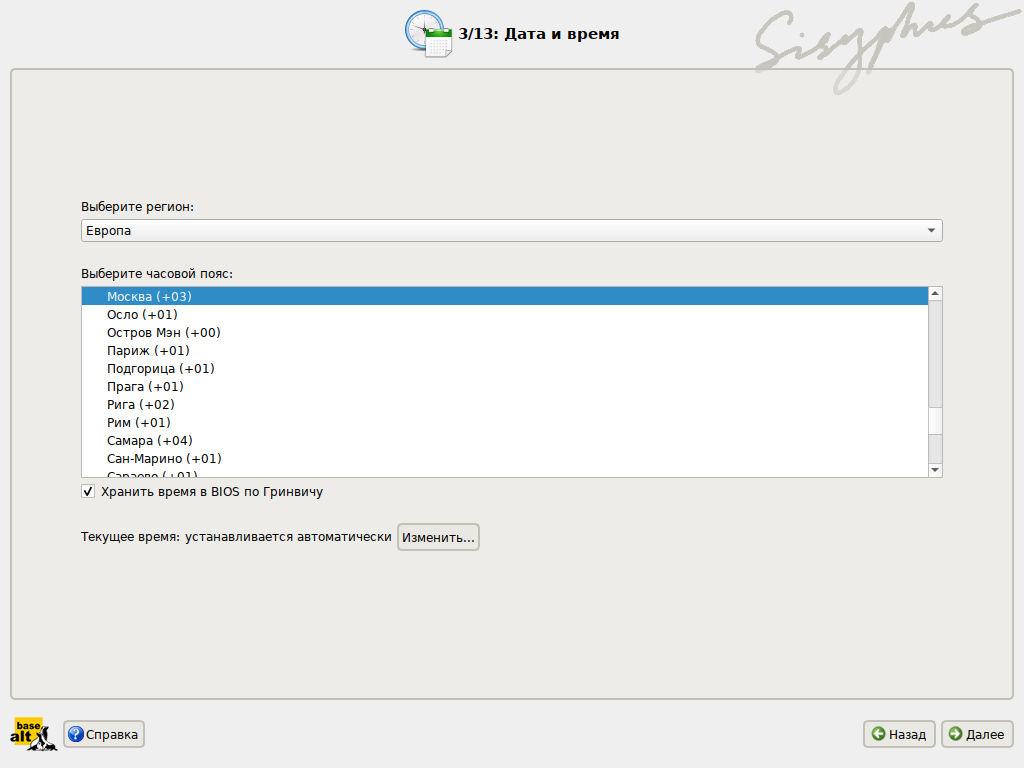 3/13: Дата и время
Sisyphus
Выберите регион:
Европа
Выберите часовой пояс:
Москва (+03)
Осло (+01)
Остров Мэн (+00)
Париж (+01)
Подгорица (+01)
Прага (+01)
Рига (+02)
Рим (+01)
Самара (+04)
Сан-Марино (+01)
Сараево (+01)
Хранить время в BIOS по Гринвичу
Текущее время: устанавливается автоматически Изменить...
base
alt
Справка
Назад
Далее